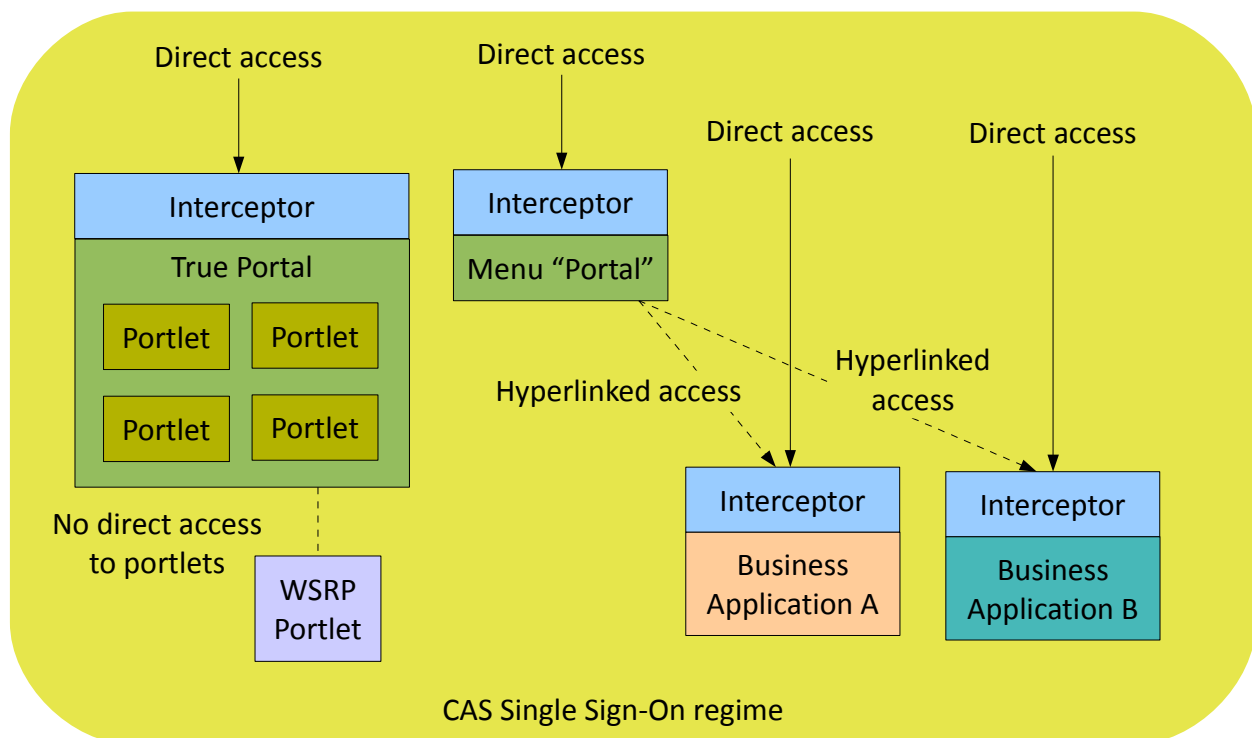 Direct access
Direct access
Direct access
Direct access
Interceptor
True Portal
Portlet
Portlet
Portlet
Portlet
No direct access
to portlets
WSRP
Portlet
Interceptor
Menu “Portal”
Hyperlinked access
Hyperlinked
access
Interceptor
Business
Application A
Interceptor
Business
Application B
CAS Single Sign-On regime